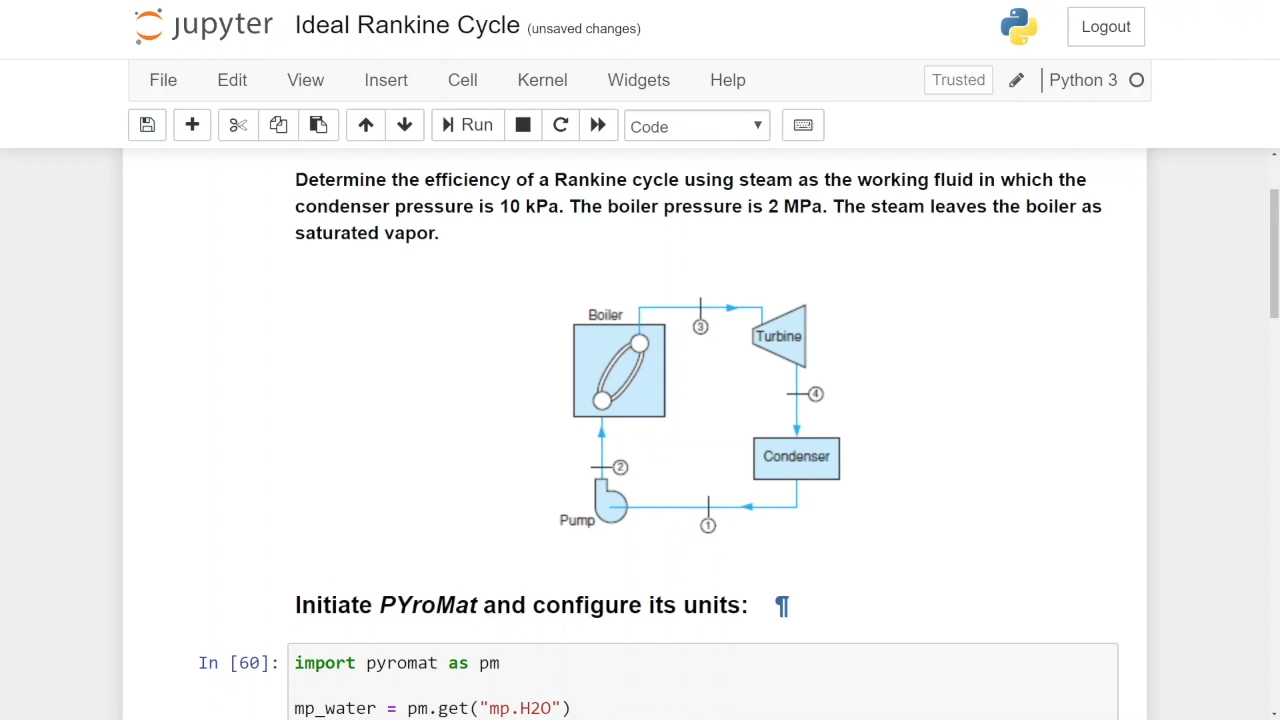 jupyter Ideal Rankine Cycle (unsaved changes) Logout
File Edit View Insert Cell Kernel Widgets Help Trusted Python 3
Run Code
Determine the efficiency of a Rankine cycle using steam as the working fluid in which the
condenser pressure is 10 kPa. The boiler pressure is 2 MPa. The steam leaves the boiler as
saturated vapor.
Boiler
3
Turbine
4
Condenser
2
Pump
1
Initiate PYroMat and configure its units: ¶
In [60]: import pyromat as pm
mp_water = pm.get("mp.H2O")